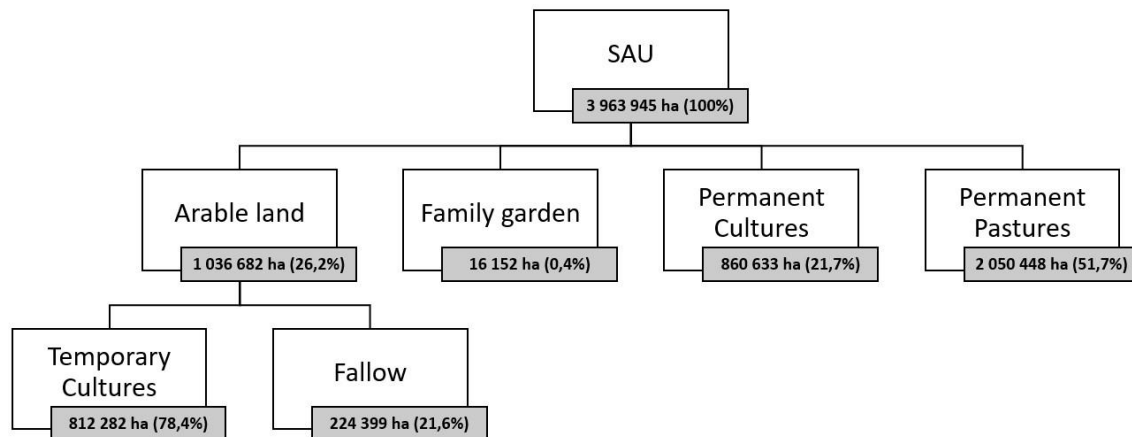 SAU
3 963 945 ha (100%)
Arable land
1 036 682 ha (26,2%)
Family garden
16 152 ha (0,4%)
Permanent
Cultures
860 633 ha (21,7%)
Permanent
Pastures
2 050 448 ha (51,7%)
Temporary
Cultures
812 282 ha (78,4%)
Fallow
224 399 ha (21,6%)